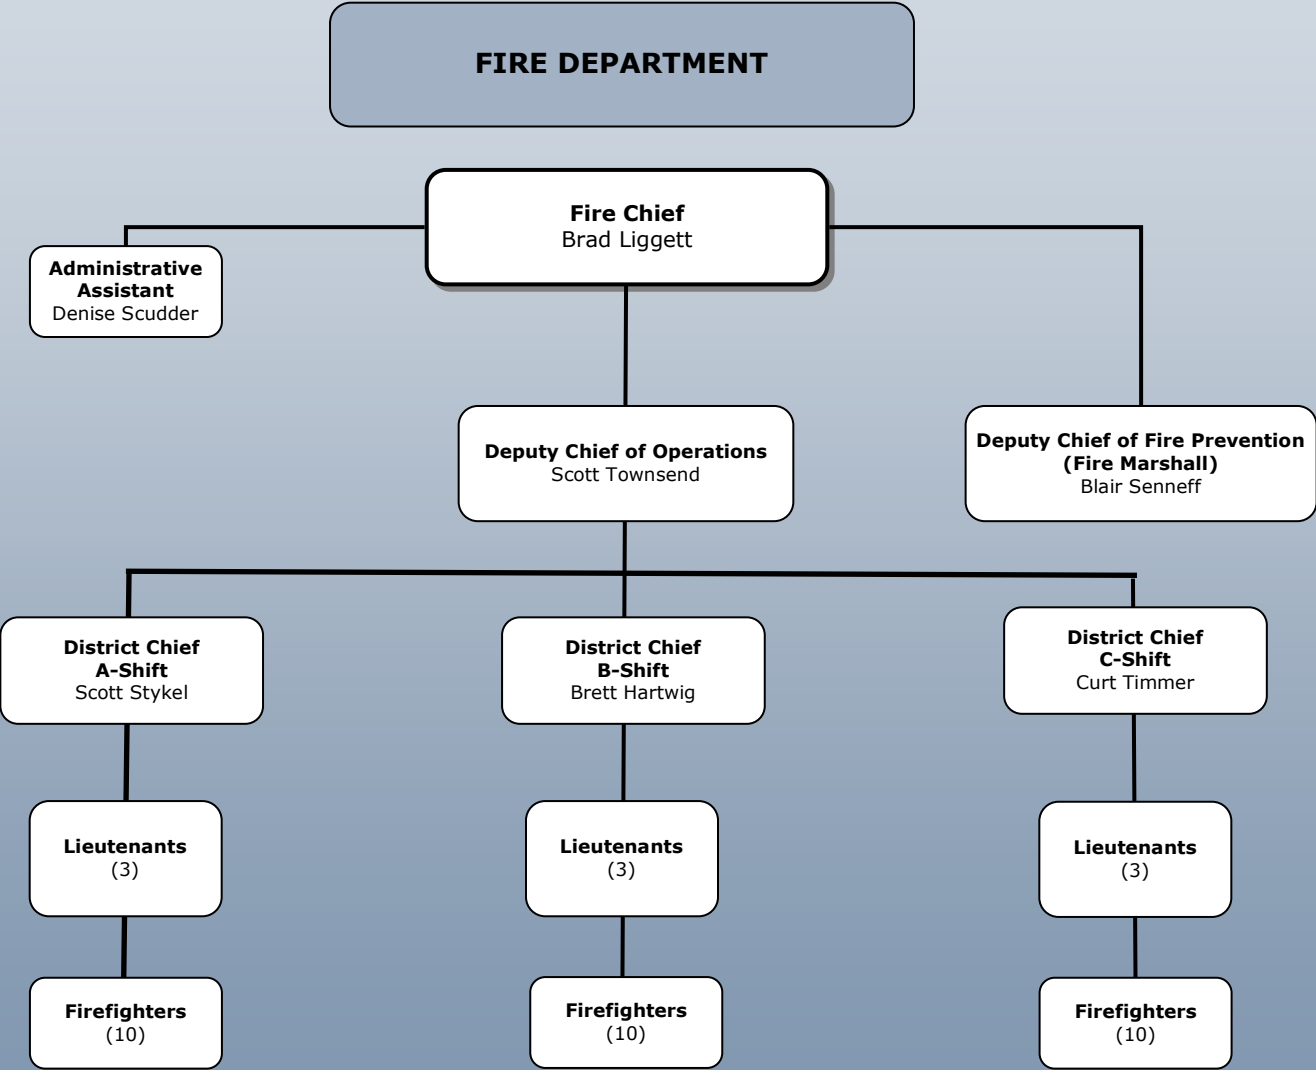 FIRE DEPARTMENT
Fire Chief
Brad Liggett
Administrative
Assistant
Denise Scudder
Deputy Chief of Operations
Scott Townsend
Deputy Chief of Fire Prevention
(Fire Marshall)
Blair Senneff
District Chief
A-Shift
Scott Stykel
District Chief
B-Shift
Brett Hartwig
District Chief
C-Shift
Curt Timmer
Lieutenants
(3)
Lieutenants
(3)
Lieutenants
(3)
Firefighters
(10)
Firefighters
(10)
Firefighters
(10)